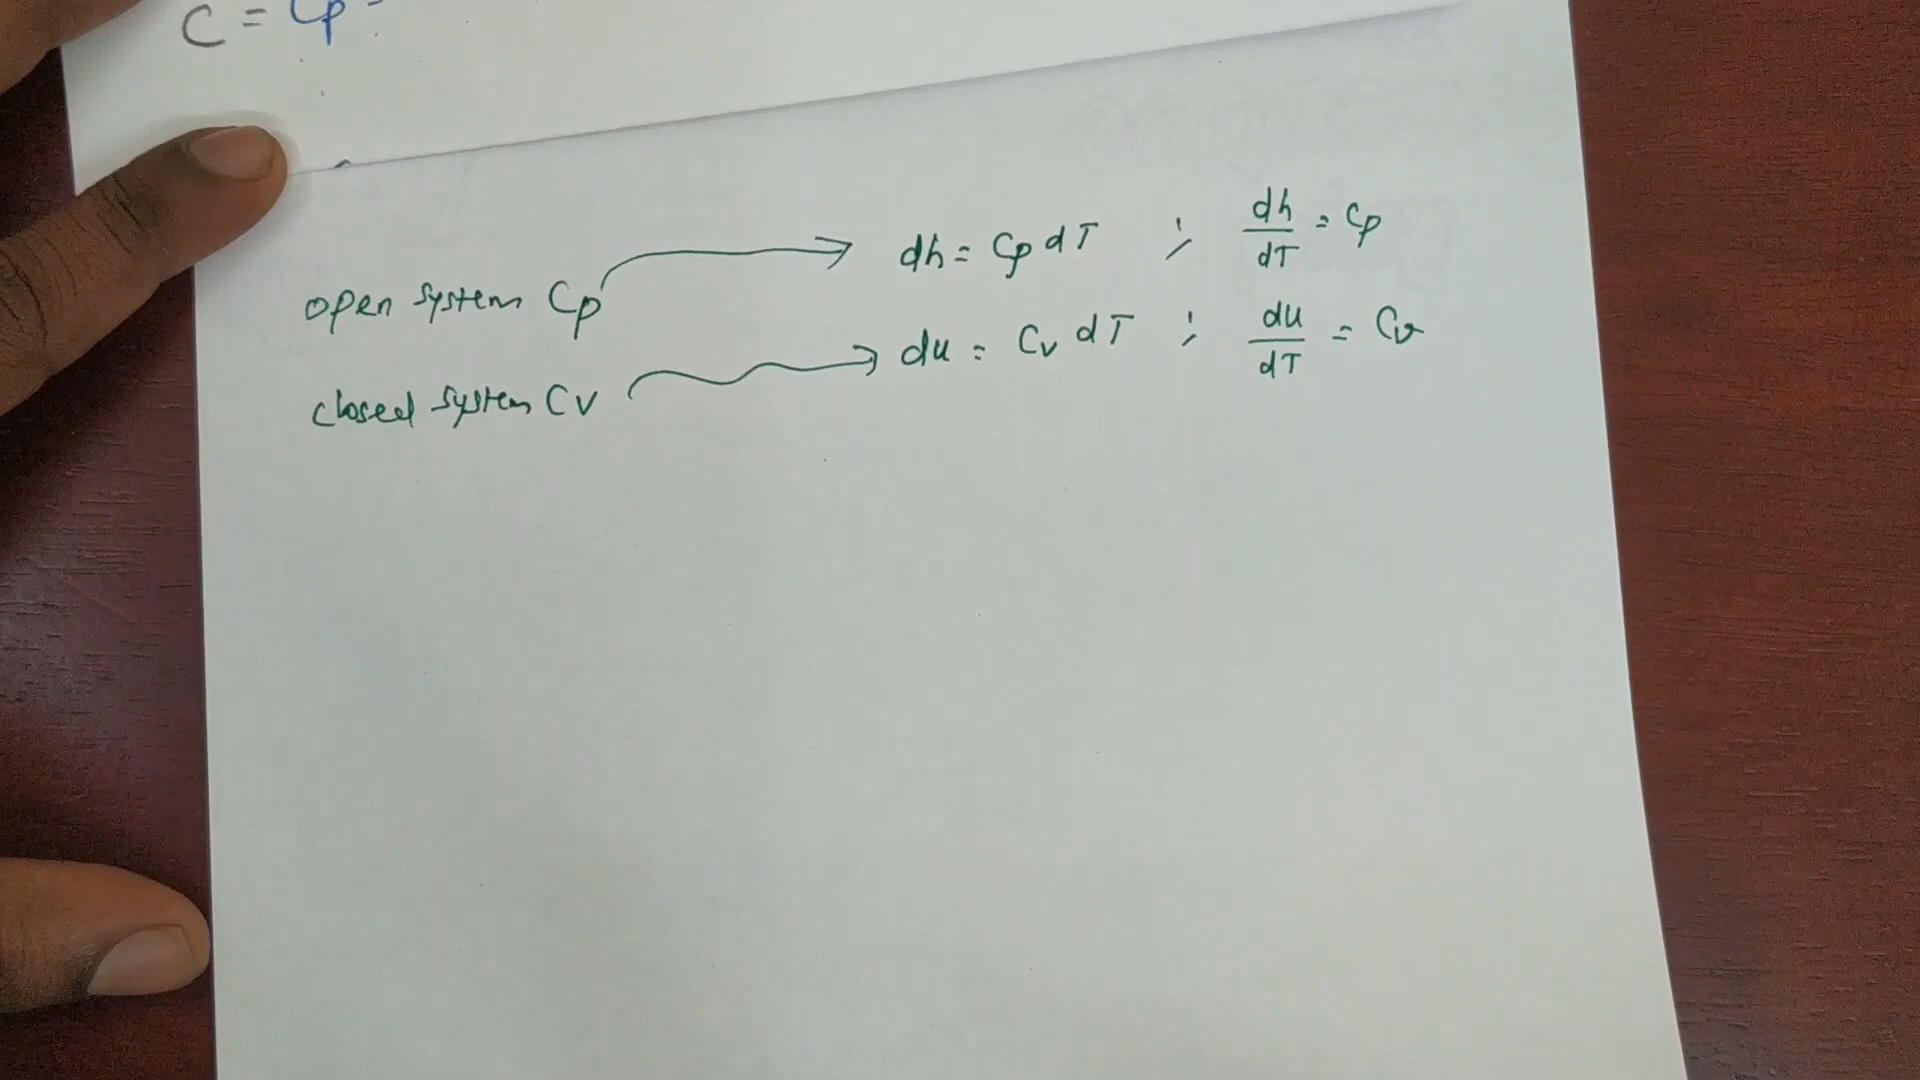 C = Cp
open system Cp → dh = Cp dT ; dh/dT = Cp
closed system Cv → du = Cv dT ; du/dT = Cv